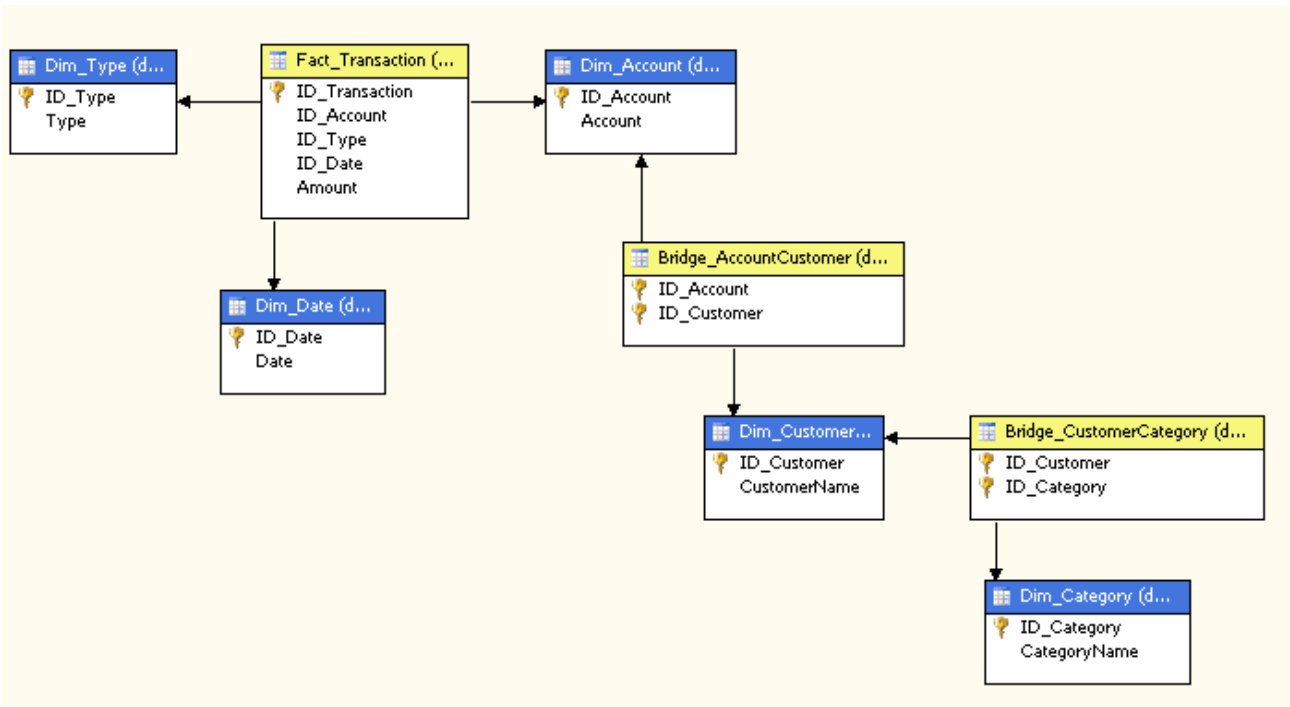 Dim_Type (d...
ID_Type
Type
Fact_Transaction (...
ID_Transaction
ID_Account
ID_Type
ID_Date
Amount
Dim_Account (d...
ID_Account
Account
Bridge_AccountCustomer (d...
ID_Account
ID_Customer
Dim_Date (d...
ID_Date
Date
Dim_Customer...
ID_Customer
CustomerName
Bridge_CustomerCategory (d...
ID_Customer
ID_Category
Dim_Category (d...
ID_Category
CategoryName